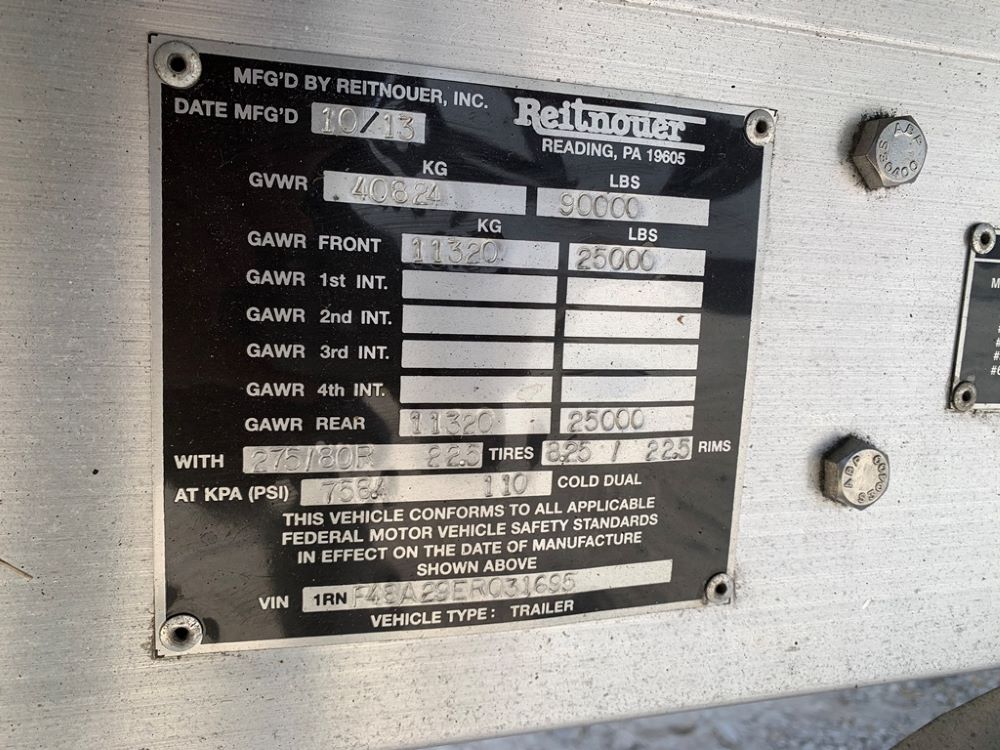 MFG'D BY REITNOUER, INC.
Reitnouer
DATE MFG'D 10/13
READING, PA 19605
KG LBS
GVWR 40824 90000
KG LBS
GAWR FRONT 11320 25000
GAWR 1st INT.
GAWR 2nd INT.
GAWR 3rd INT.
GAWR 4th INT.
GAWR REAR 11320 25000
WITH 275/80R 22.5 TIRES 8.25 / 22.5 RIMS
AT KPA (PSI) 758A 110 COLD DUAL
THIS VEHICLE CONFORMS TO ALL APPLICABLE
FEDERAL MOTOR VEHICLE SAFETY STANDARDS
IN EFFECT ON THE DATE OF MANUFACTURE
SHOWN ABOVE
VIN 1RN F48A29ER031695
VEHICLE TYPE: TRAILER